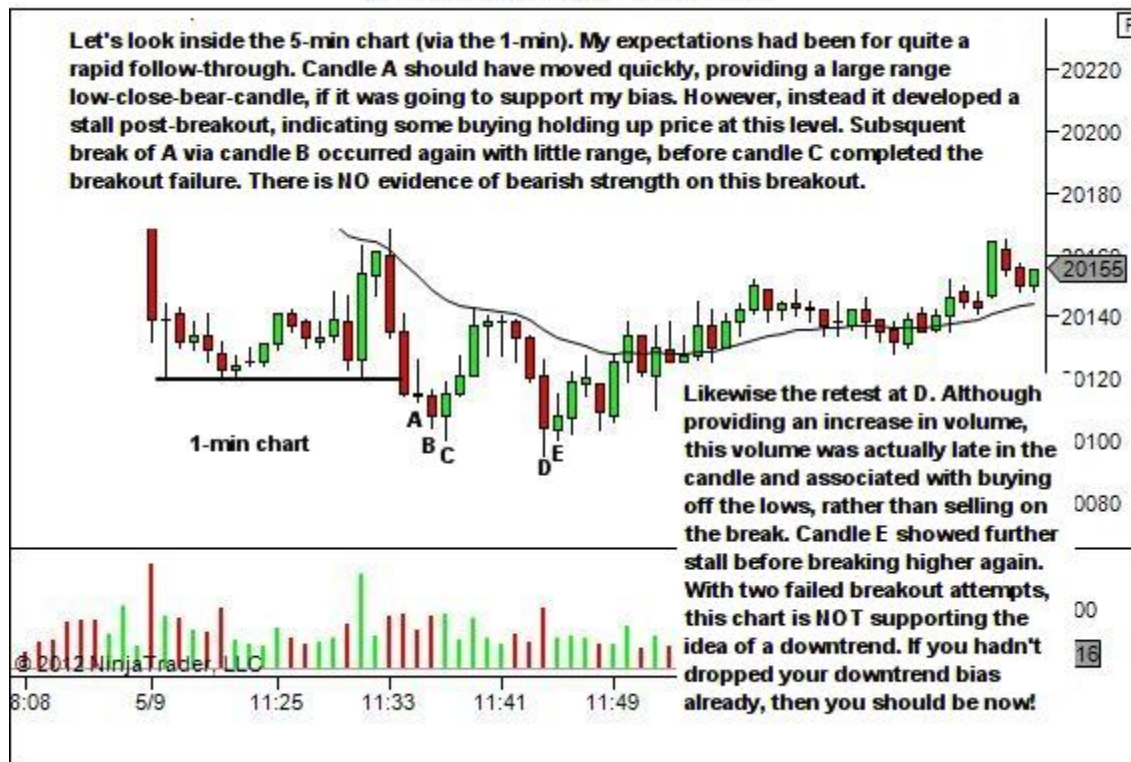 Let's look inside the 5-min chart (via the 1-min). My expectations had been for quite a
rapid follow-through. Candle A should have moved quickly, providing a large range
low-close-bear-candle, if it was going to support my bias. However, instead it developed a
stall post-breakout, indicating some buying holding up price at this level. Subsquent
break of A via candle B occurred again with little range, before candle C completed the
breakout failure. There is NO evidence of bearish strength on this breakout.
20220
20200
20180
20155
20140
0120
0100
0080
A
B
C
D
E
1-min chart
Likewise the retest at D. Although
providing an increase in volume,
this volume was actually late in the
candle and associated with buying
off the lows, rather than selling on
the break. Candle E showed further
stall before breaking higher again.
With two failed breakout attempts,
this chart is NOT supporting the
idea of a downtrend. If you hadn't
dropped your downtrend bias
already, then you should be now!
00
16
© 2012 NinjaTrader, LLC
8:08 5/9 11:25 11:33 11:41 11:49